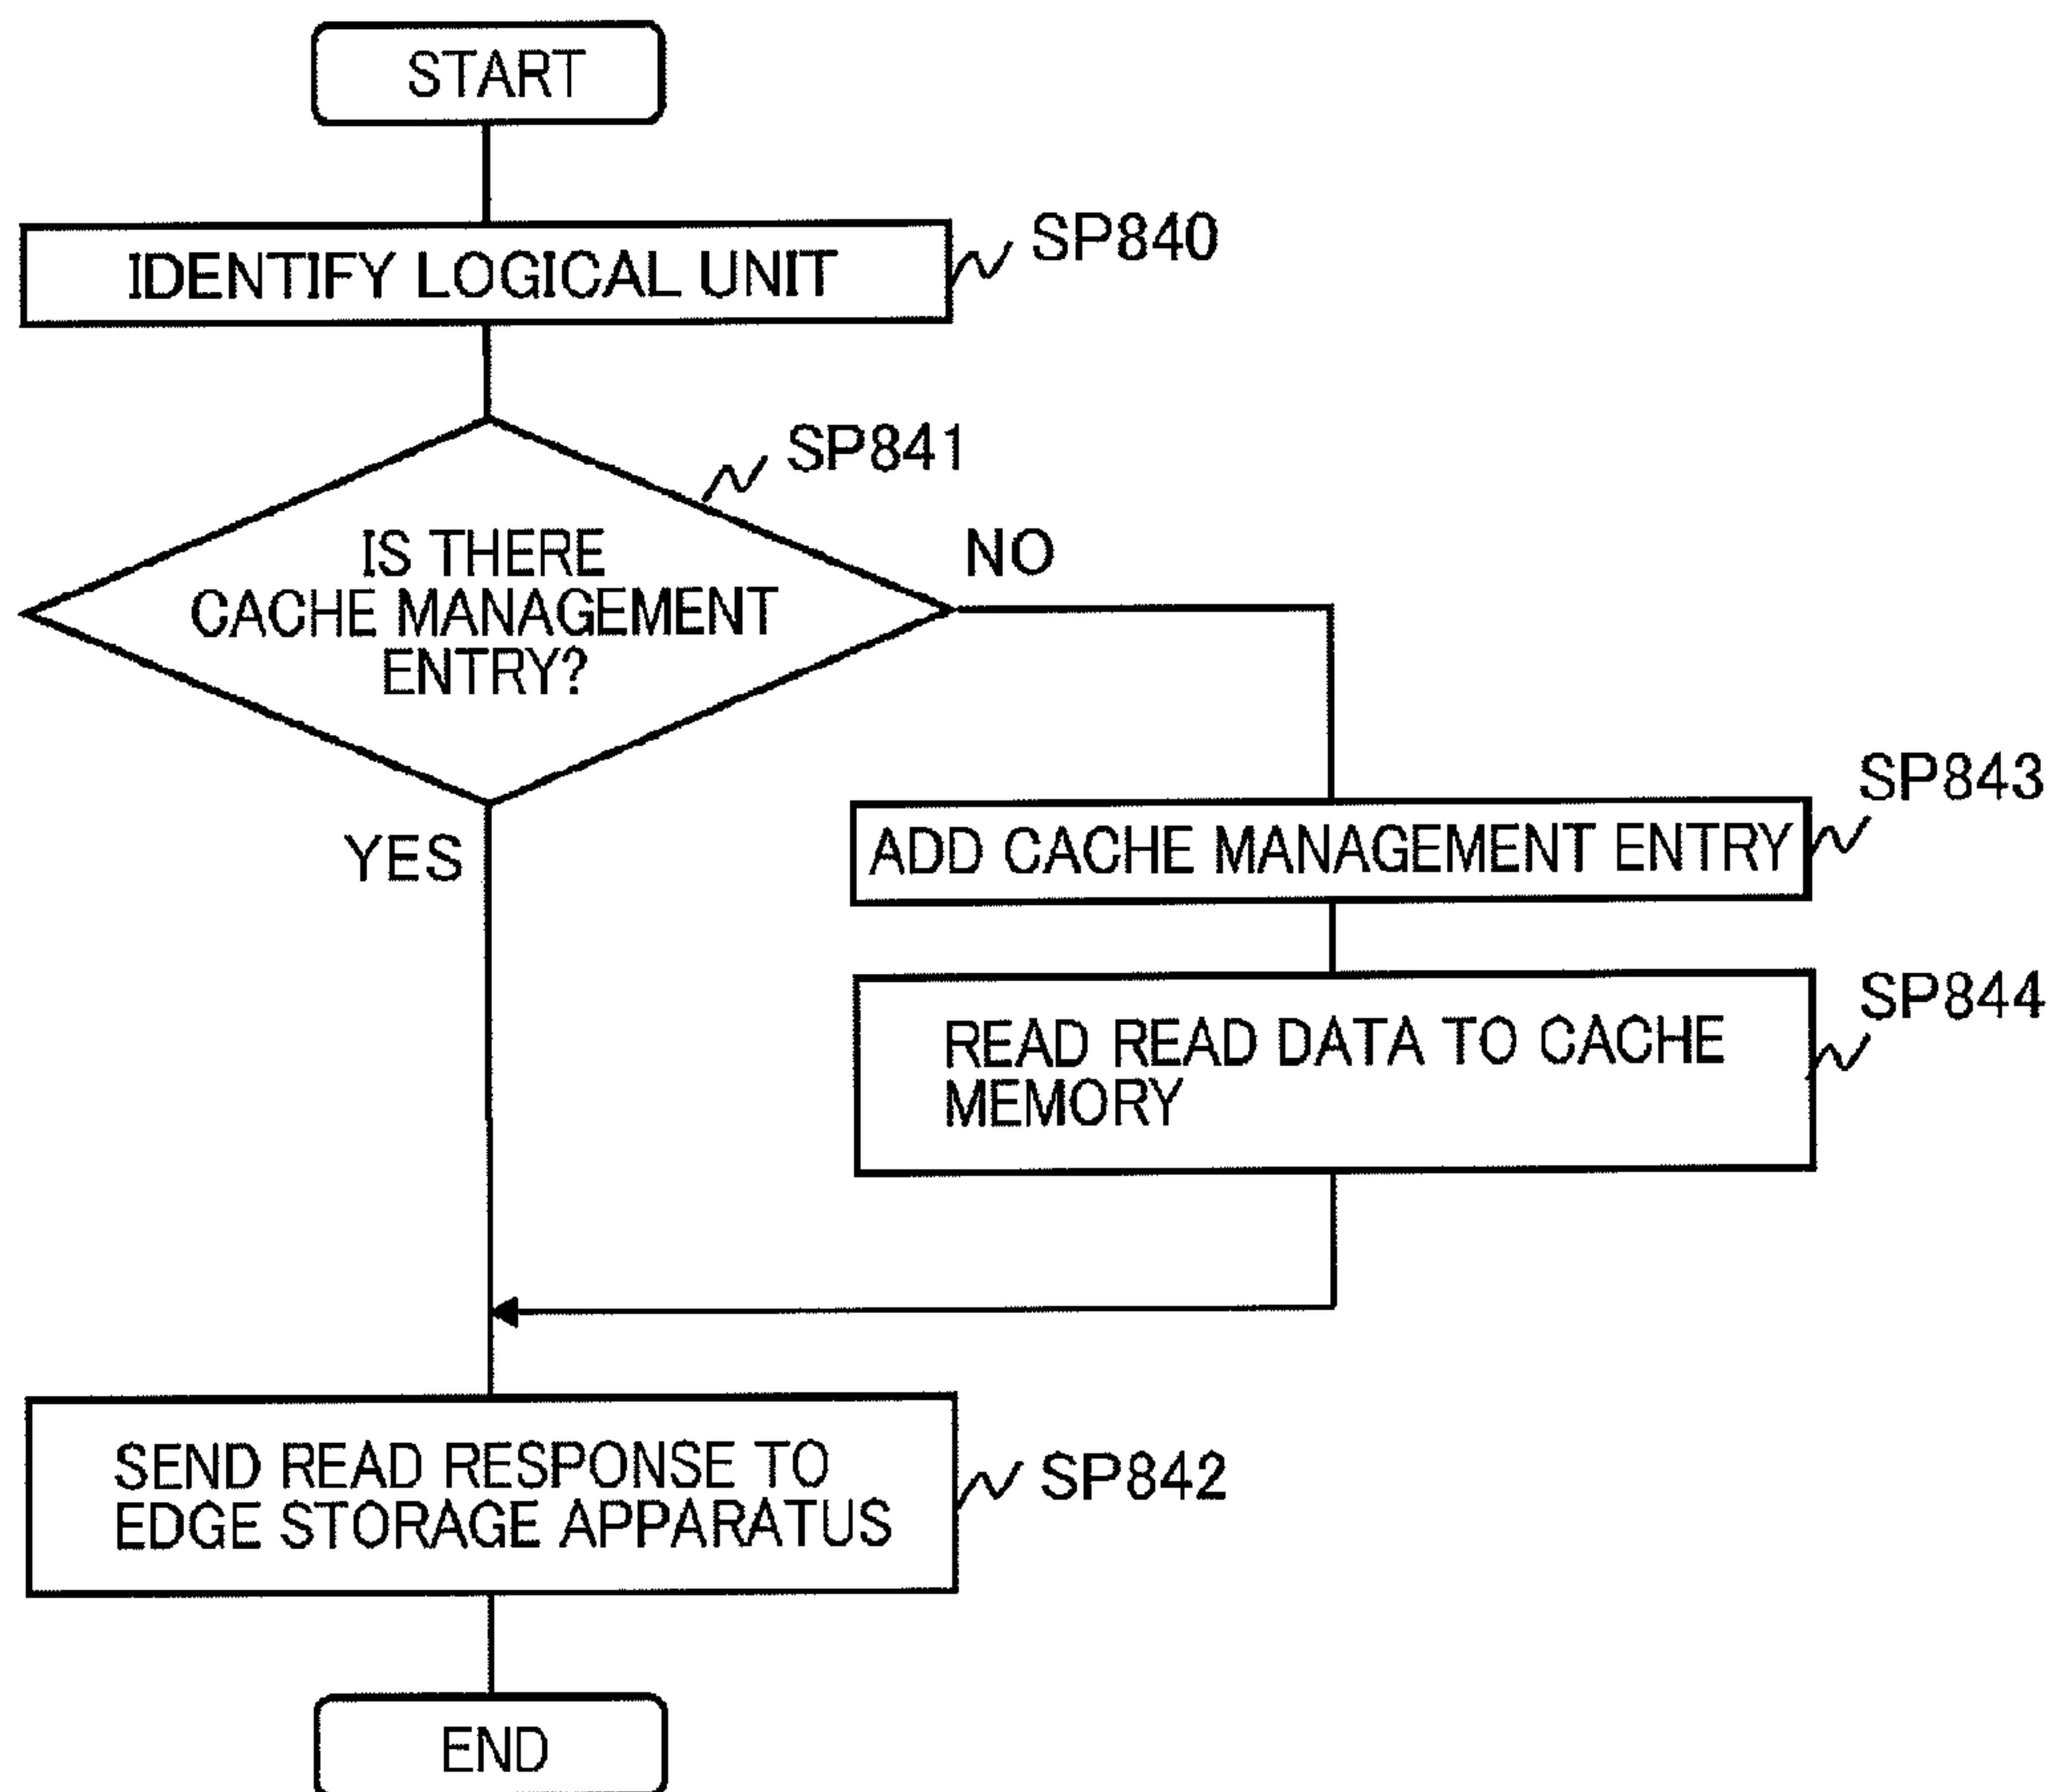 START
IDENTIFY LOGICAL UNIT
SP840
SP841
IS THERE
CACHE MANAGEMENT
ENTRY?
NO
YES
SP843
ADD CACHE MANAGEMENT ENTRY
SP844
READ READ DATA TO CACHE
MEMORY
SEND READ RESPONSE TO
EDGE STORAGE APPARATUS
SP842
END